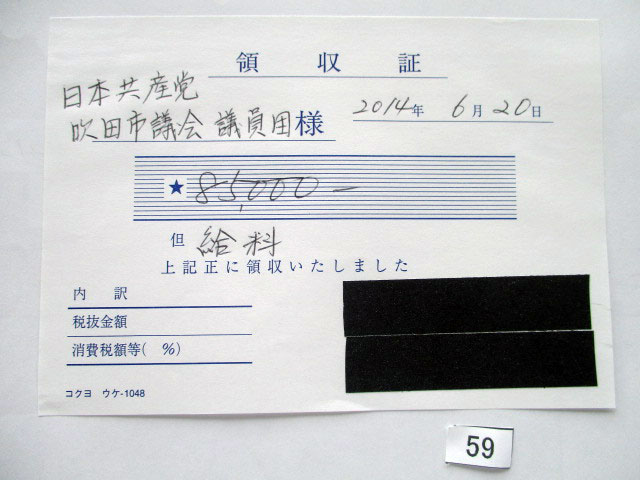 領収証
日本共産党
吹田市議会 議員団様
2014年 6月20日
★ 85,000-
但 給料
上記正に領収いたしました
内訳
税抜金額
消費税額等( %)
コクヨ ウケ-1048
59